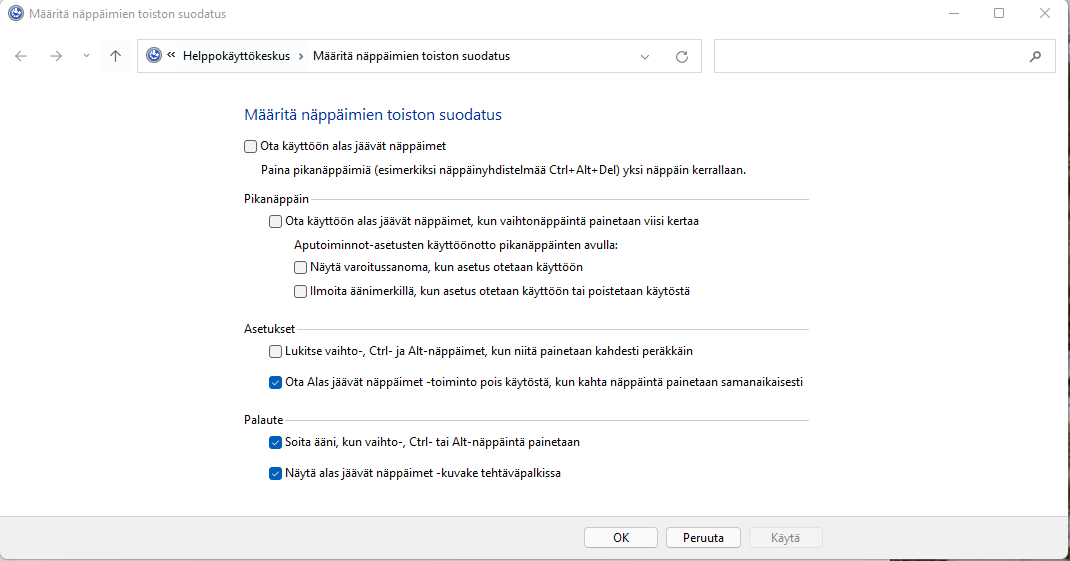 Määritä näppäimien toiston suodatus
« Helppokäyttökeskus › Määritä näppäimien toiston suodatus
Määritä näppäimien toiston suodatus
Ota käyttöön alas jäävät näppäimet
Paina pikanäppäimiä (esimerkiksi näppäinyhdistelmää Ctrl+Alt+Del) yksi näppäin kerrallaan.
Pikanäppäin
Ota käyttöön alas jäävät näppäimet, kun vaihtonäppäintä painetaan viisi kertaa
Aputoiminnot-asetusten käyttöönotto pikanäppäinten avulla:
Näytä varoitussanoma, kun asetus otetaan käyttöön
Ilmoita äänimerkillä, kun asetus otetaan käyttöön tai poistetaan käytöstä
Asetukset
Lukitse vaihto-, Ctrl- ja Alt-näppäimet, kun niitä painetaan kahdesti peräkkäin
Ota Alas jäävät näppäimet -toiminto pois käytöstä, kun kahta näppäintä painetaan samanaikaisesti
Palaute
Soita ääni, kun vaihto-, Ctrl- tai Alt-näppäintä painetaan
Näytä alas jäävät näppäimet -kuvake tehtäväpalkissa
OK Peruuta Käytä